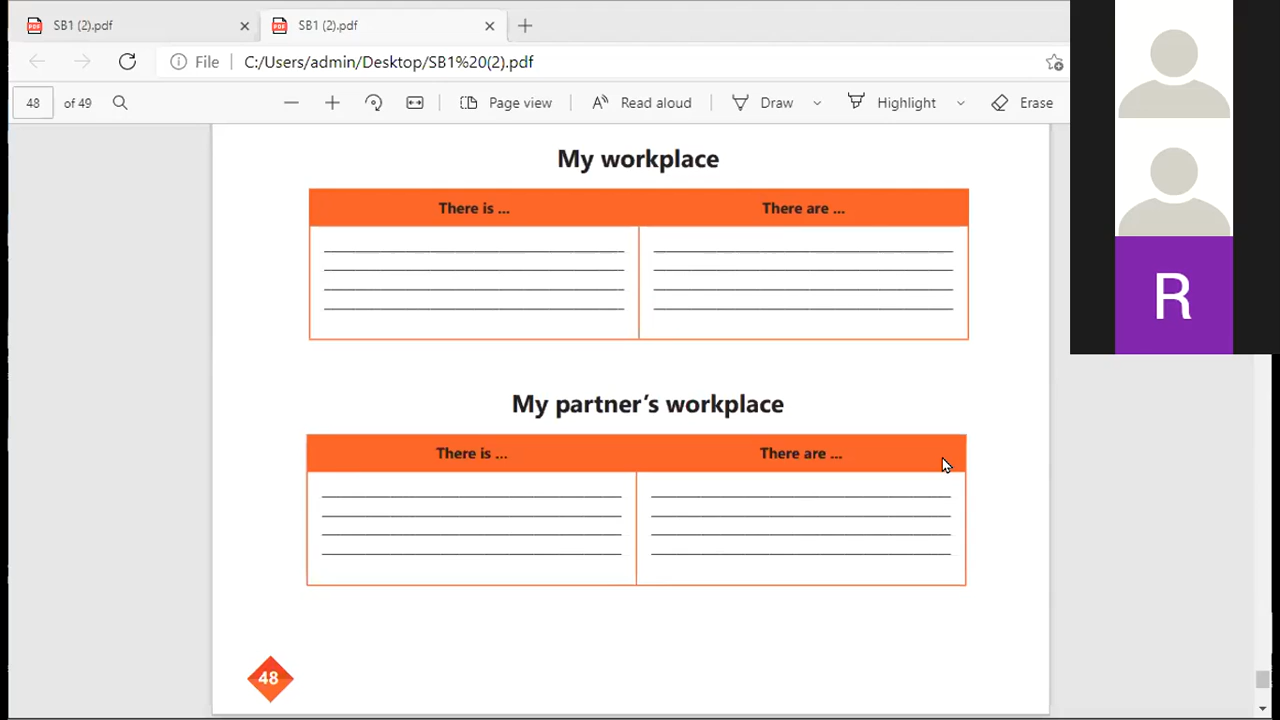 SB1 (2).pdf
SB1 (2).pdf
File
C:/Users/admin/Desktop/SB1%20(2).pdf
48 of 49
Page view
Read aloud
Draw
Highlight
Erase
My workplace
There is ...
There are ...
My partner's workplace
There is ...
There are ...
48
R